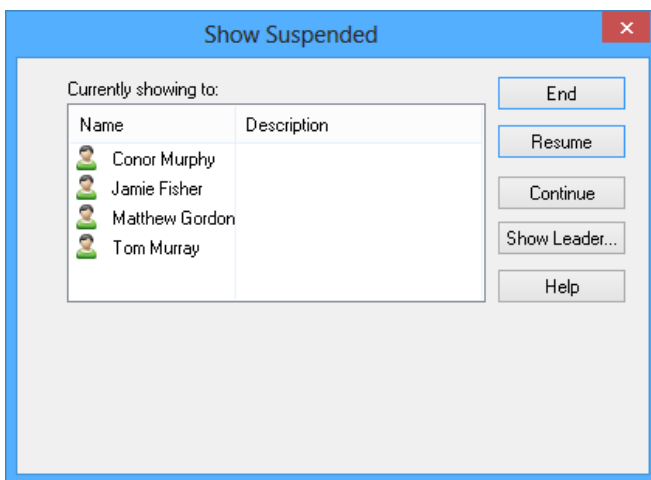 Show Suspended
Currently showing to:
Name Description
Conor Murphy
Jamie Fisher
Matthew Gordon
Tom Murray
End
Resume
Continue
Show Leader...
Help